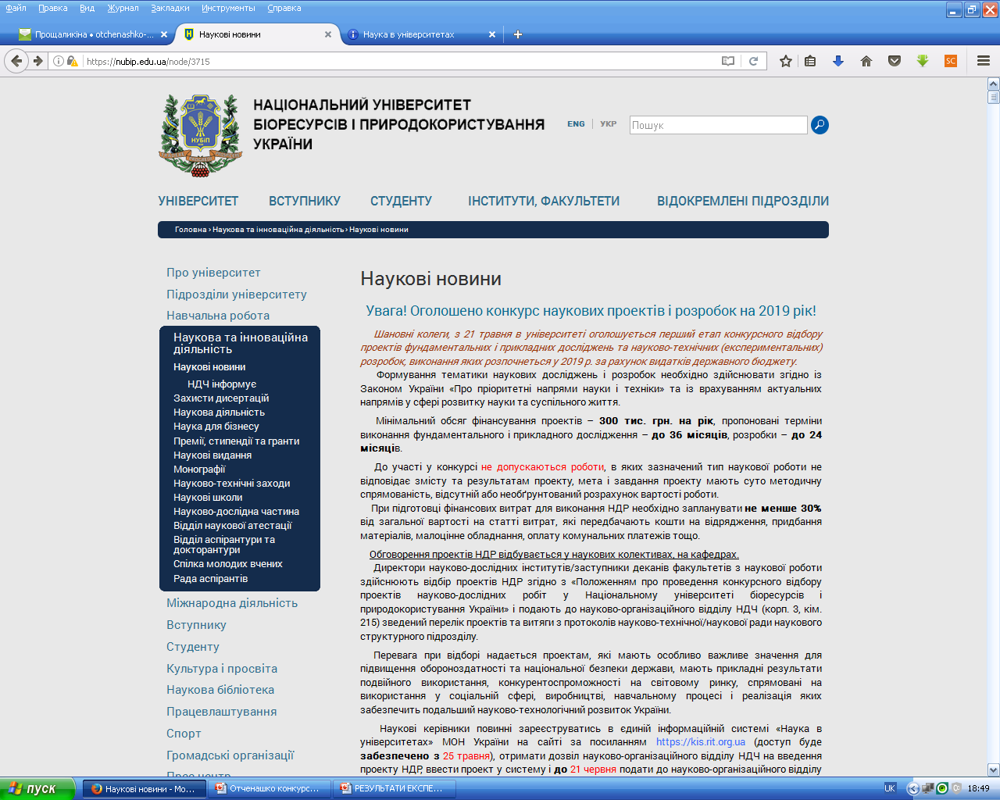 Файл Правка Вид Журнал Закладки Инструменты Справка
Прощаликіна • otchenashko-... Наукові новини Наука в університетах
https://nubip.edu.ua/node/3715
SC
НАЦІОНАЛЬНИЙ УНІВЕРСИТЕТ
БІОРЕСУРСІВ І ПРИРОДОКОРИСТУВАННЯ
УКРАЇНИ
НУБІП
ENG УКР Пошук
УНІВЕРСИТЕТ ВСТУПНИКУ СТУДЕНТУ ІНСТИТУТИ, ФАКУЛЬТЕТИ ВІДОКРЕМЛЕНІ ПІДРОЗДІЛИ
Головна › Наукова та інноваційна діяльність › Наукові новини
Про університет
Підрозділи університету
Навчальна робота
Наукова та інноваційна
діяльність
Наукові новини
НДЧ інформує
Захисти дисертацій
Наукова діяльність
Наука для бізнесу
Премії, стипендії та гранти
Наукові видання
Монографії
Науково-технічні заходи
Наукові школи
Науково-дослідна частина
Відділ наукової атестації
Відділ аспірантури та
докторантури
Спілка молодих вчених
Рада аспірантів
Міжнародна діяльність
Вступнику
Студенту
Культура і просвіта
Наукова бібліотека
Працевлаштування
Спорт
Громадські організації
Прес-центр
Наукові новини
Увага! Оголошено конкурс наукових проектів і розробок на 2019 рік!
Шановні колеги, з 21 травня в університеті оголошується перший етап конкурсного відбору
проектів фундаментальних і прикладних досліджень та науково-технічних (експериментальних)
розробок, виконання яких розпочнеться у 2019 р. за рахунок видатків державного бюджету.
Формування тематики наукових досліджень і розробок необхідно здійснювати згідно із
Законом України «Про пріоритетні напрями науки і техніки» та із врахуванням актуальних
напрямів у сфері розвитку науки та суспільного життя.
Мінімальний обсяг фінансування проектів – 300 тис. грн. на рік, пропоновані терміни
виконання фундаментального і прикладного дослідження – до 36 місяців, розробки – до 24
місяців.
До участі у конкурсі не допускаються роботи, в яких зазначений тип наукової роботи не
відповідає змісту та результатам проекту, мета і завдання проекту мають суто методичну
спрямованість, відсутній або необґрунтований розрахунок вартості роботи.
При підготовці фінансових витрат для виконання НДР необхідно запланувати не менше 30%
від загальної вартості на статті витрат, які передбачають кошти на відрядження, придбання
матеріалів, малоцінне обладнання, оплату комунальних платежів тощо.
Обговорення проектів НДР відбувається у наукових колективах, на кафедрах.
Директори науково-дослідних інститутів/заступники деканів факультетів з наукової роботи
здійснюють відбір проектів НДР згідно з «Положенням про проведення конкурсного відбору
проектів науково-дослідних робіт у Національному університеті біоресурсів і
природокористування України» і подають до науково-організаційного відділу НДЧ (корп. 3, кім.
215) зведений перелік проектів та витяги з протоколів науково-технічної/наукової ради наукового
структурного підрозділу.
Перевага при відборі надається проектам, які мають особливо важливе значення для
підвищення обороноздатності та національної безпеки держави, мають прикладні результати
подвійного використання, конкурентоспроможності на світовому ринку, спрямовані на
використання у соціальній сфері, виробництві, навчальному процесі і реалізація яких
забезпечить подальший науково-технологічний розвиток України.
Наукові керівники повинні зареєструватись в єдиній інформаційній системі «Наука в
університетах» МОН України на сайті за посиланням https://kis.rit.org.ua (доступ буде
забезпечено з 25 травня), отримати дозвіл науково-організаційного відділу НДЧ на введення
проекту НДР, ввести проект у систему і до 21 червня подати до науково-організаційного відділу
пуск Наукові новини - Mo... Отченашко конкурс... РЕЗУЛЬТАТИ ЕКСПЕ... UK 18:49